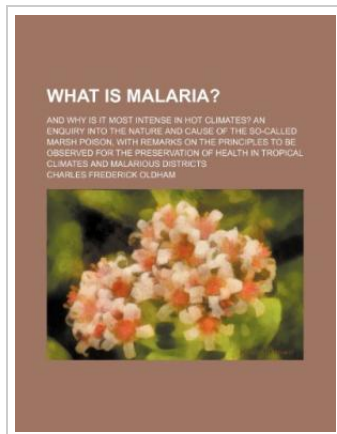 WHAT IS MALARIA?
AND WHY IS IT MOST INTENSE IN HOT CLIMATES? AN
ENQUIRY INTO THE NATURE AND CAUSE OF THE SO-CALLED
MARSH POISON, WITH REMARKS ON THE PRINCIPLES TO BE
OBSERVED FOR THE PRESERVATION OF HEALTH IN TROPICAL
CLIMATES AND MALARIOUS DISTRICTS
CHARLES FREDERICK OLDHAM